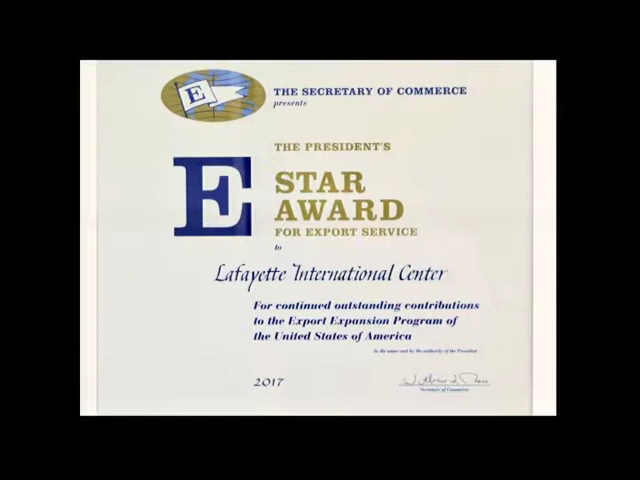 E
THE SECRETARY OF COMMERCE
presents
THE PRESIDENT'S
E
STAR
AWARD
FOR EXPORT SERVICE
to
Lafayette International Center
For continued outstanding contributions
to the Export Expansion Program of
the United States of America
In the name and by the authority of the President
2017
Secretary of Commerce